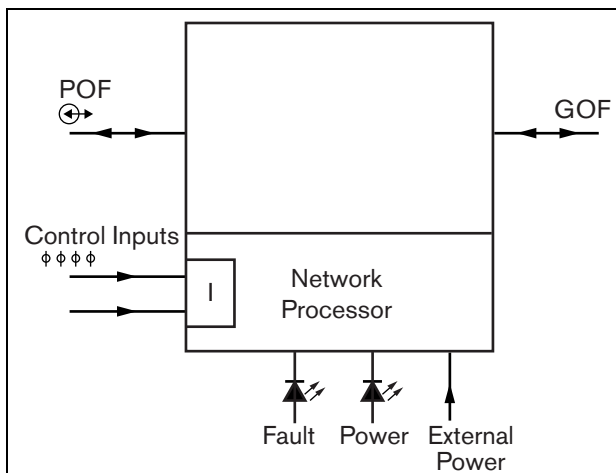 POF
GOF
Control Inputs
ϕ ϕ ϕ ϕ
I
Network
Processor
Fault
Power
External
Power